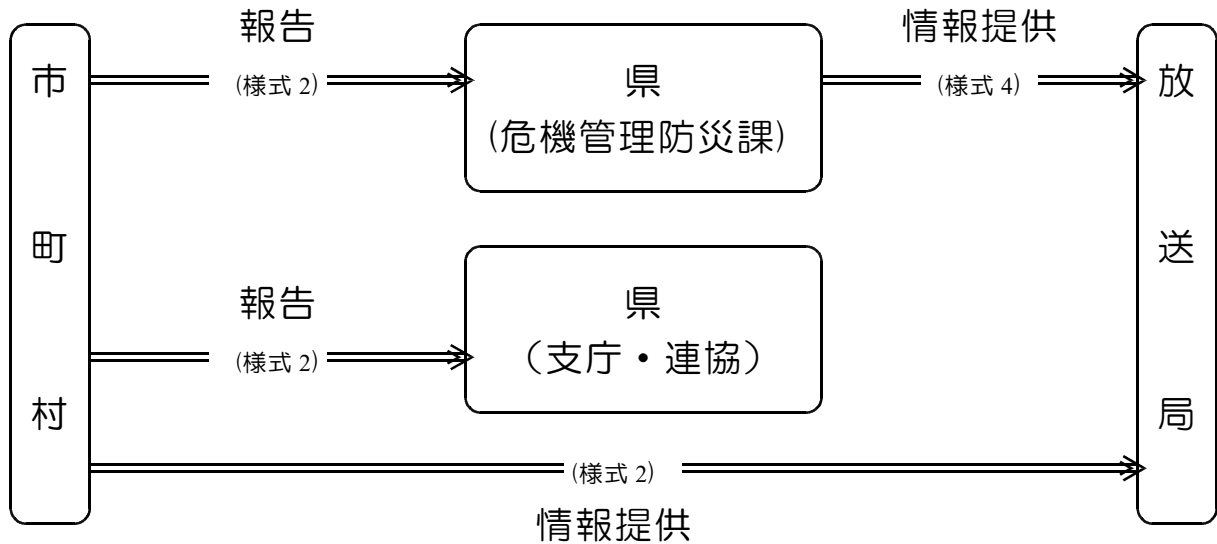 市町村
報告
(様式 2)
県
(危機管理防災課)
情報提供
(様式 4)
放送局
報告
(様式 2)
県
（支庁・連協）
(様式 2)
情報提供